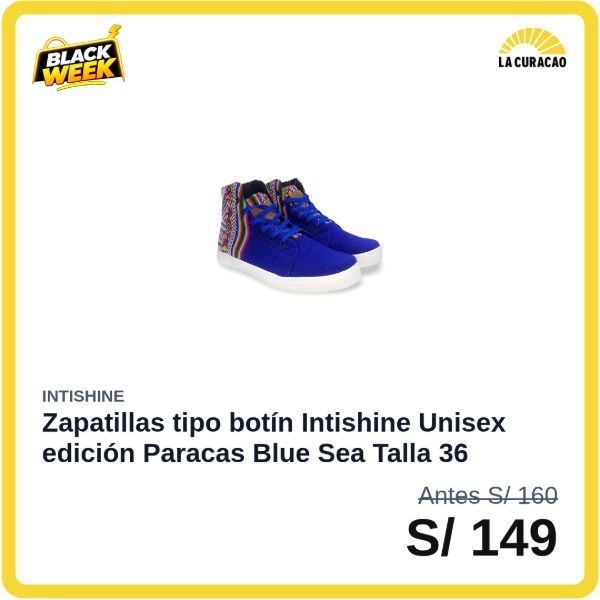 BLACK
WEEK
LA CURACAO
INTISHINE
Zapatillas tipo botín Intishine Unisex
edición Paracas Blue Sea Talla 36
Antes S/ 160
S/ 149